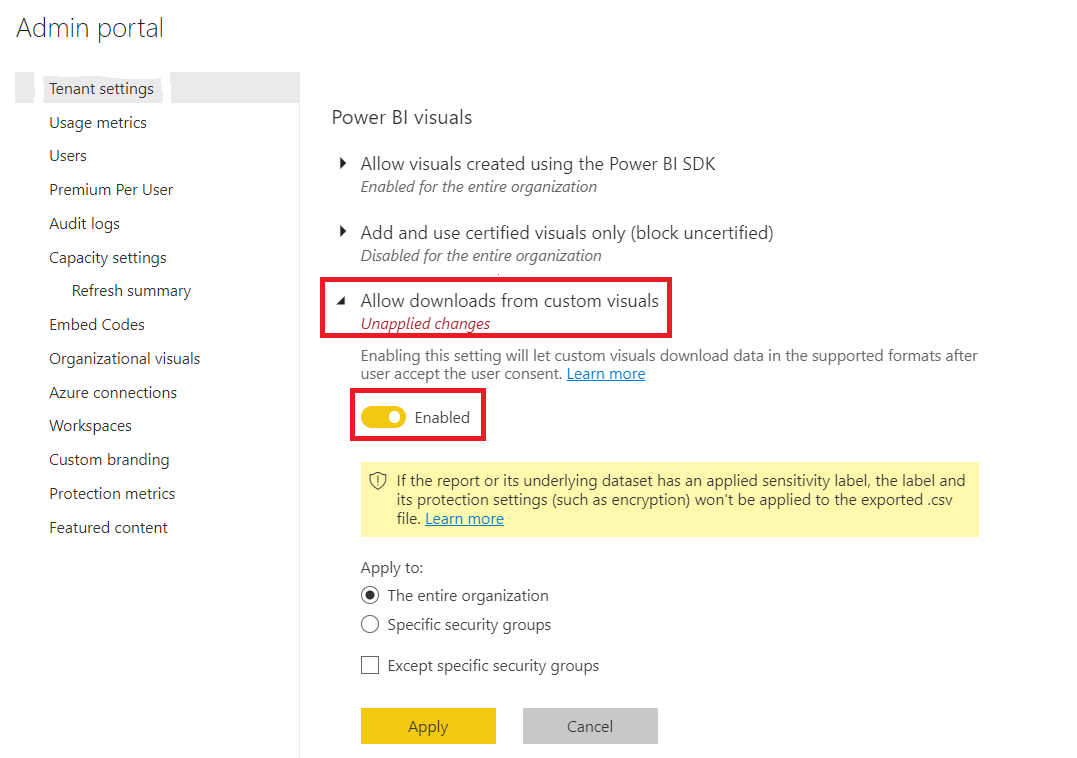 Admin portal
Tenant settings
Usage metrics
Users
Premium Per User
Audit logs
Capacity settings
Refresh summary
Embed Codes
Organizational visuals
Azure connections
Workspaces
Custom branding
Protection metrics
Featured content
Power BI visuals
Allow visuals created using the Power BI SDK
Enabled for the entire organization
Add and use certified visuals only (block uncertified)
Disabled for the entire organization
Allow downloads from custom visuals
Unapplied changes
Enabling this setting will let custom visuals download data in the supported formats after
user accept the user consent. Learn more
Enabled
If the report or its underlying dataset has an applied sensitivity label, the label and
its protection settings (such as encryption) won't be applied to the exported .csv
file. Learn more
Apply to:
The entire organization
Specific security groups
Except specific security groups
Apply
Cancel